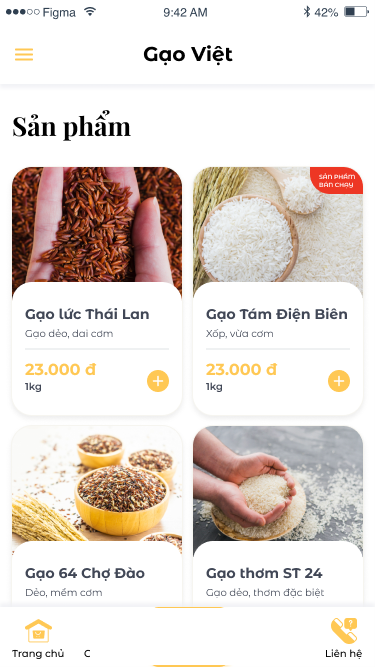 Figma
9:42 AM
42%
Gạo Việt
Sản phẩm
SẢN PHẨM
BÁN CHẠY
Gạo lức Thái Lan
Gạo dẻo, dai cơm
23.000 đ
1kg
Gạo Tám Điện Biên
Xốp, vừa cơm
23.000 đ
1kg
Gạo 64 Chợ Đào
Dẻo, mềm cơm
Gạo thơm ST 24
Gạo dẻo, thơm đặc biệt
Trang chủ
C
Liên hệ